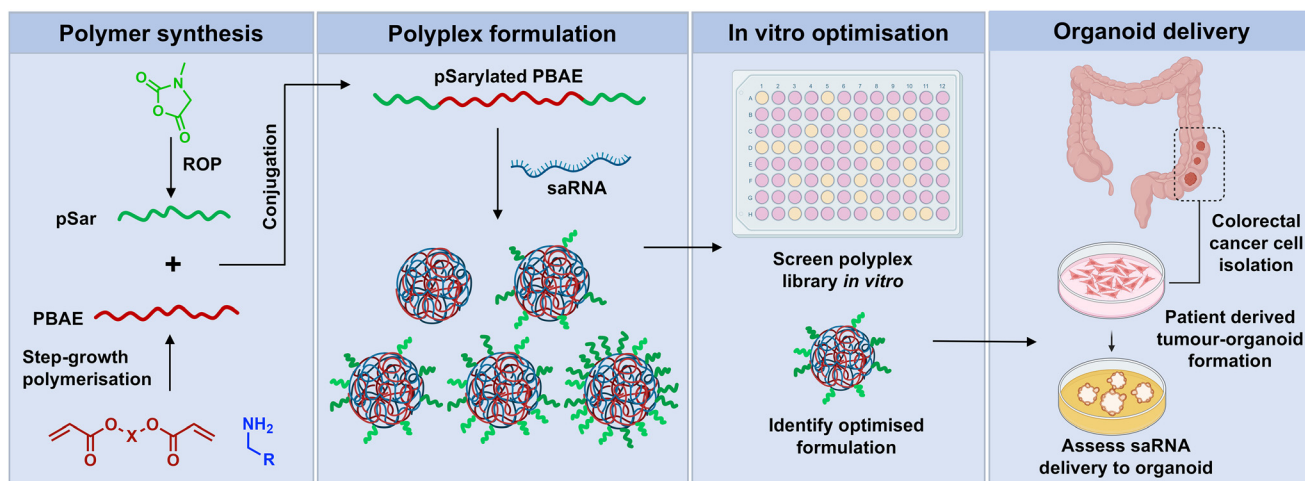 Polymer synthesis
O
N
O
O
ROP
pSar
+
PBAE
Step-growth
polymerisation
O
X
O
O
O
NH2
R
Conjugation
Polyplex formulation
pSarylated PBAE
saRNA
In vitro optimisation
1 2 3 4 5 6 7 8 9 10 11 12
A
B
C
D
E
F
G
H
Screen polyplex
library in vitro
Identify optimised
formulation
Organoid delivery
Colorectal
cancer cell
isolation
Patient derived
tumour-organoid
formation
Assess saRNA
delivery to organoid